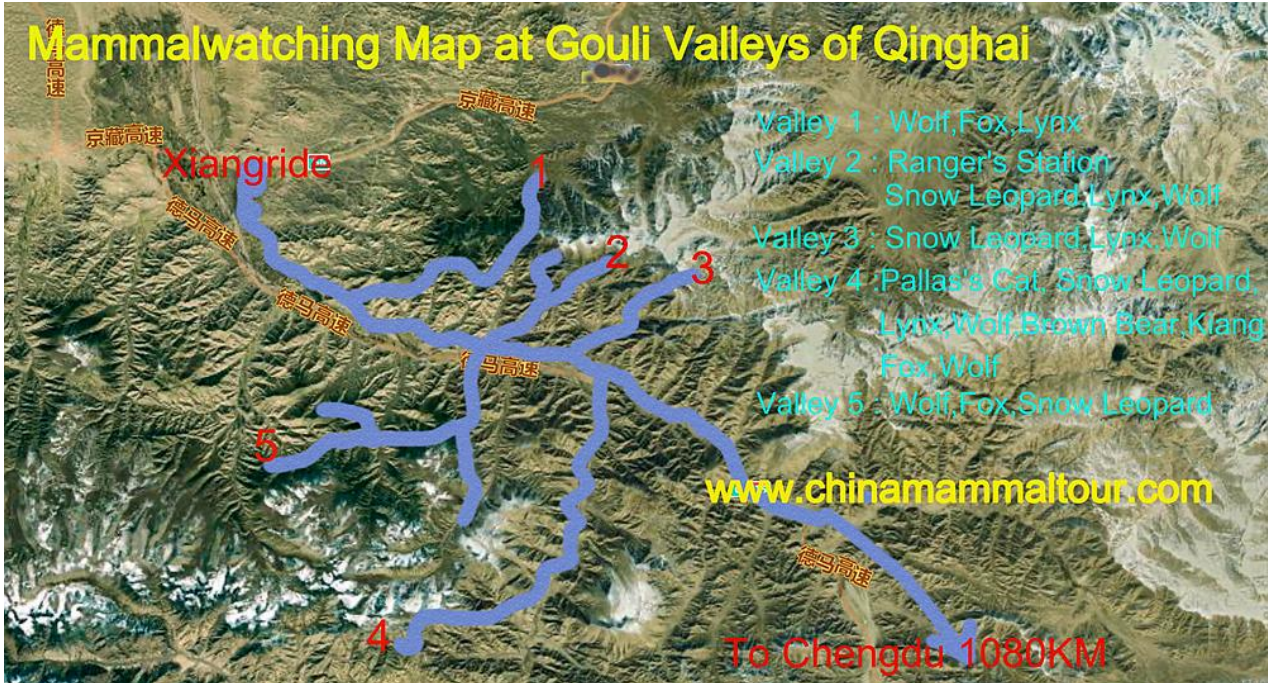 Mammalwatching Map at Gouli Valleys of Qinghai
德
高速
京藏高速
京藏高速
Valley 1 : Wolf,Fox,Lynx
Xiangride
1
Valley 2 : Ranger's Station
Snow Leopard,Lynx,Wolf
德马高速
2
Valley 3 : Snow Leopard,Lynx,Wolf
3
Valley 4 :Pallas's Cat, Snow Leopard,
德马高速
Lynx,Wolf,Brown Bear,Kiang
德马高速
Fox,Wolf
Valley 5 : Wolf,Fox,Snow Leopard
5
www.chinamammaltour.com
德马高速
4
To Chengdu 1080KM